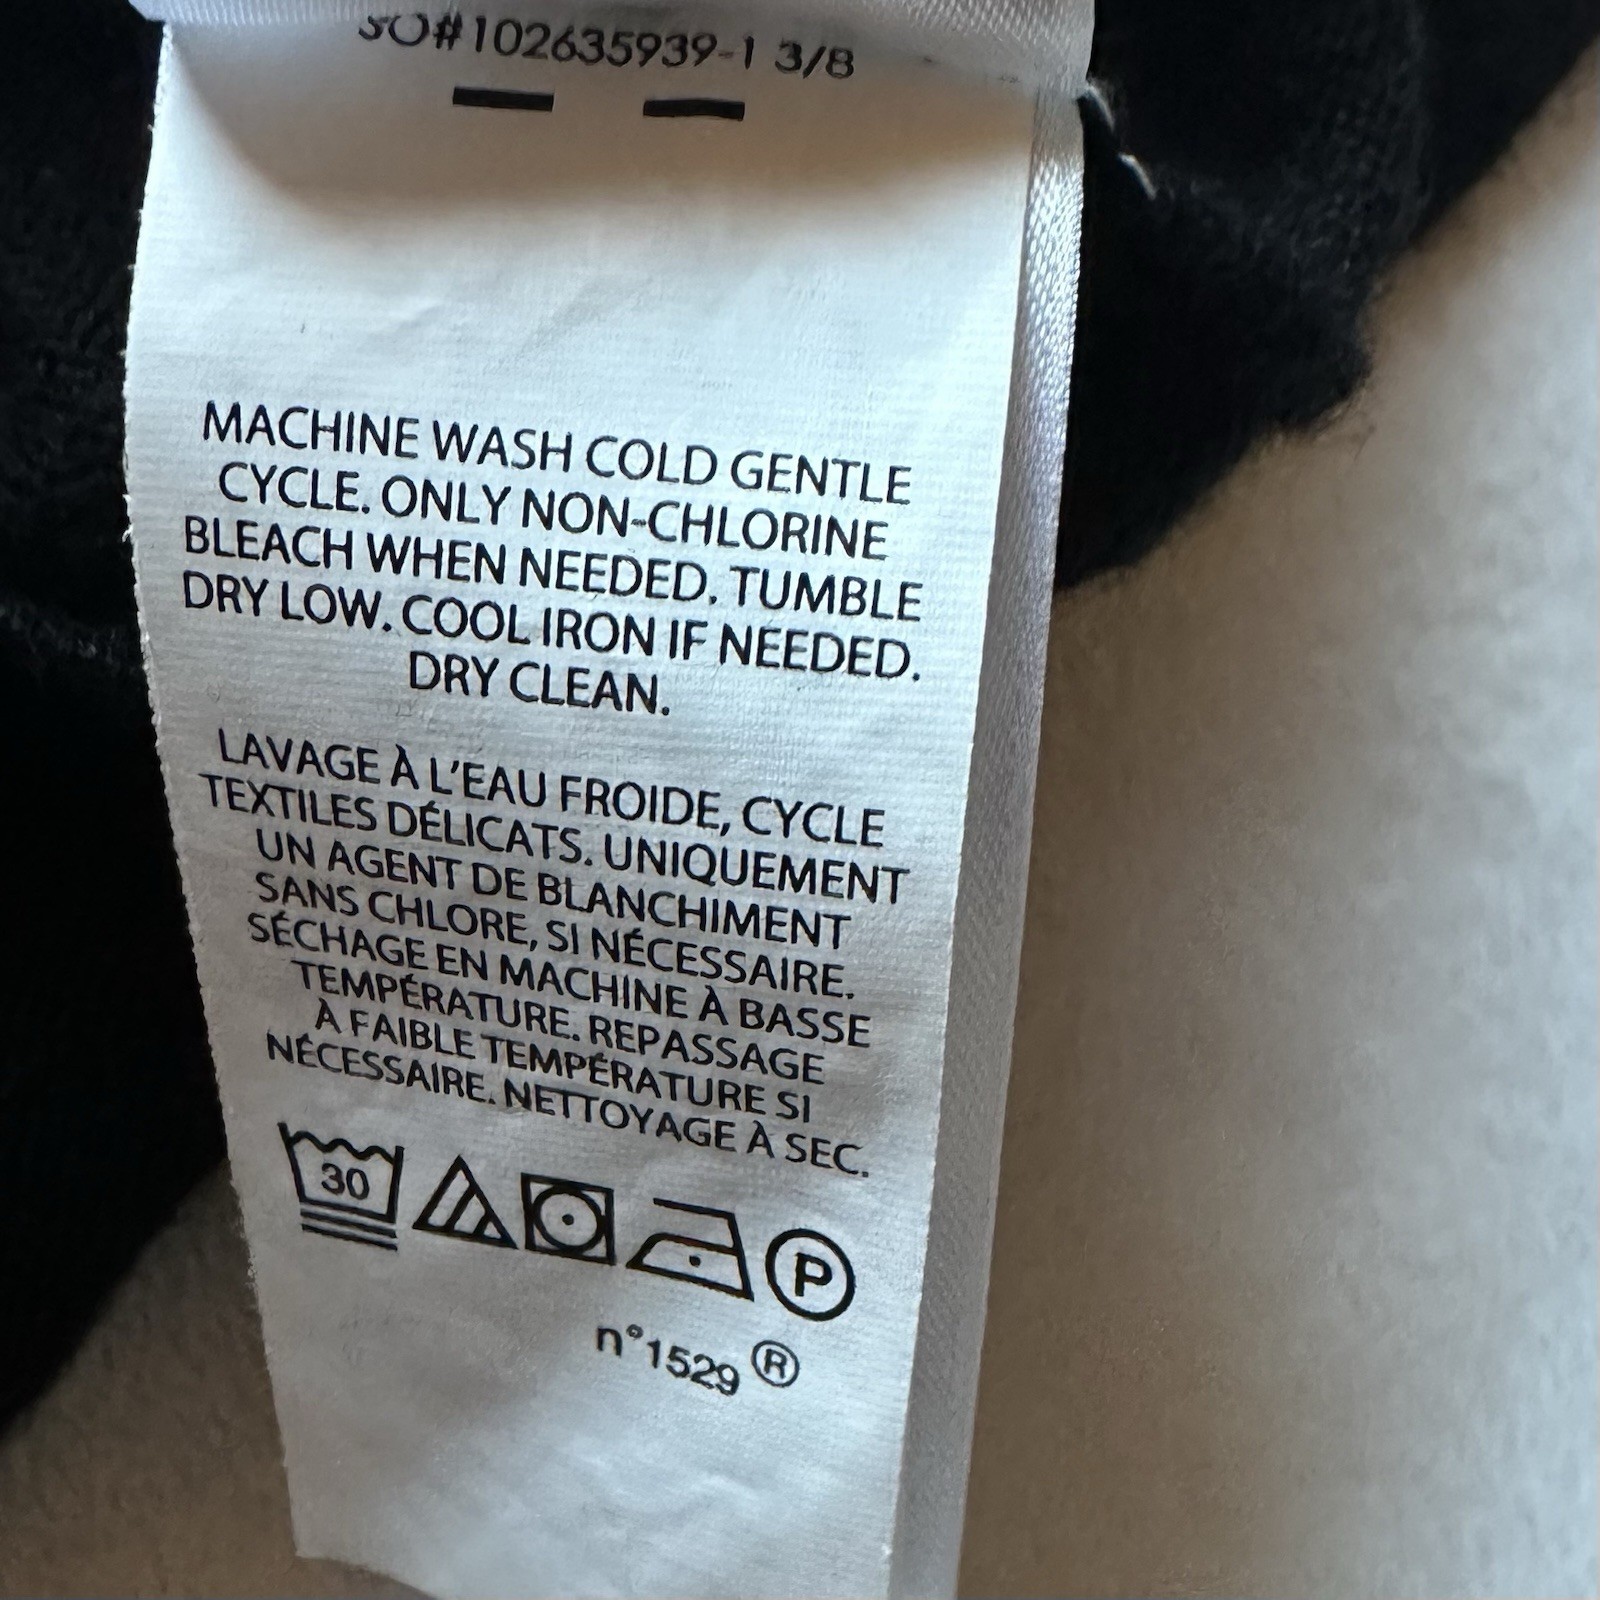 SO#102635939-1 3/8
MACHINE WASH COLD GENTLE
CYCLE. ONLY NON-CHLORINE
BLEACH WHEN NEEDED. TUMBLE
DRY LOW. COOL IRON IF NEEDED.
DRY CLEAN.
LAVAGE À L'EAU FROIDE, CYCLE
TEXTILES DÉLICATS. UNIQUEMENT
UN AGENT DE BLANCHIMENT
SANS CHLORE, SI NÉCESSAIRE.
SÉCHAGE EN MACHINE À BASSE
TEMPÉRATURE. REPASSAGE
À FAIBLE TEMPÉRATURE SI
NÉCESSAIRE. NETTOYAGE À SEC.
30 P
n°1529 ®